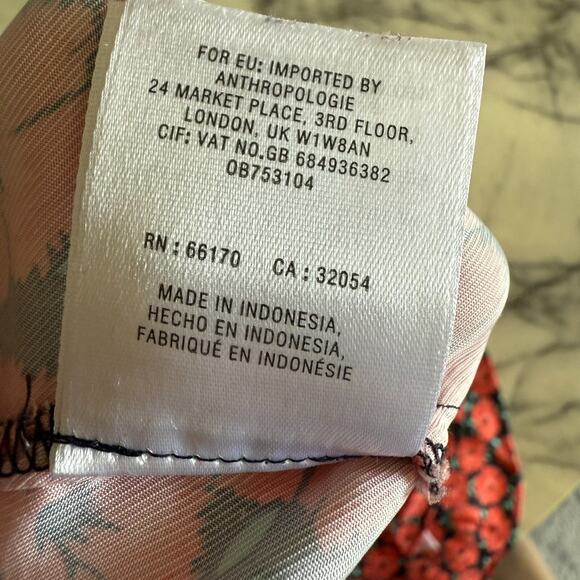 FOR EU: IMPORTED BY
ANTHROPOLOGIE
24 MARKET PLACE, 3RD FLOOR,
LONDON, UK W1W8AN
CIF: VAT NO.GB 684936382
OB753104
RN : 66170 CA : 32054
MADE IN INDONESIA,
HECHO EN INDONESIA,
FABRIQUÉ EN INDONÉSIE